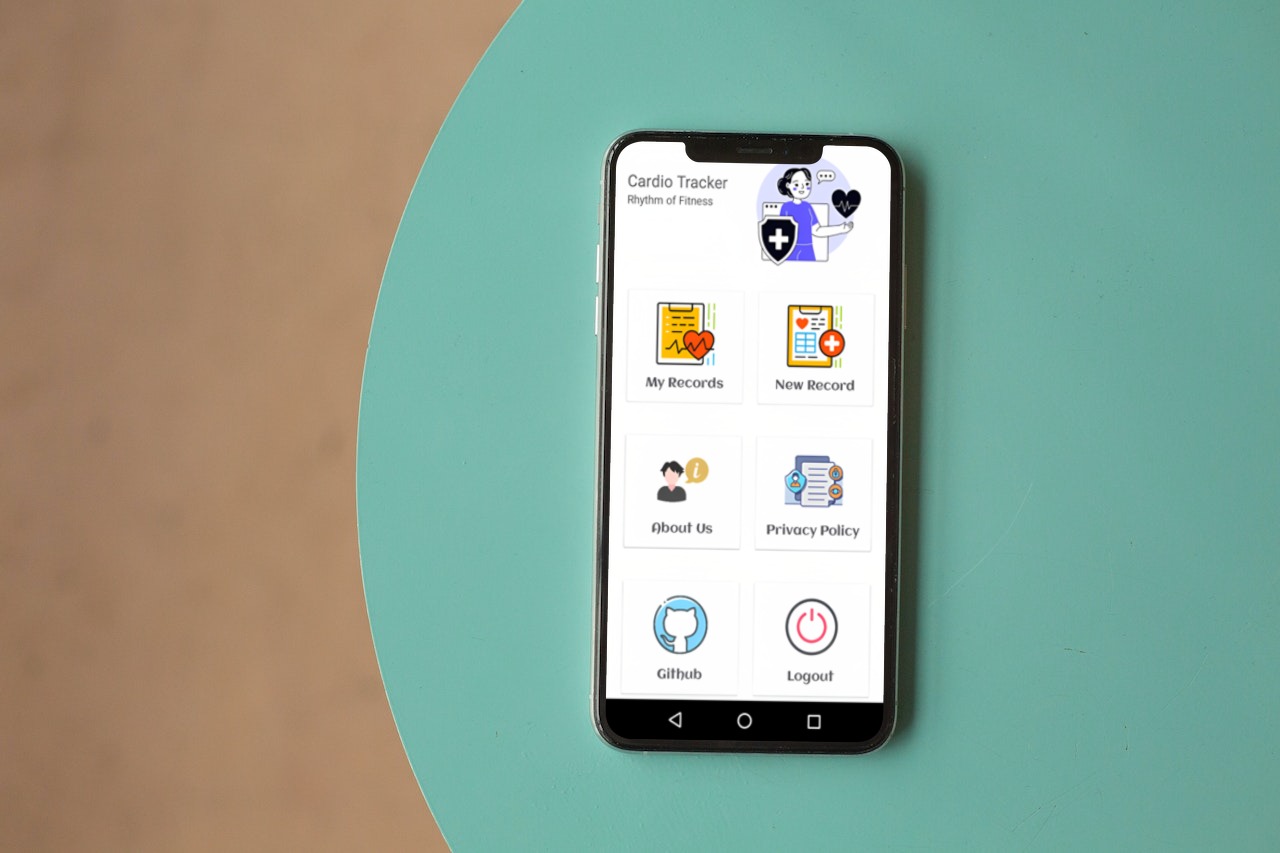 Cardio Tracker
Rhythm of Fitness
My Records
New Record
About Us
Privacy Policy
Github
Logout